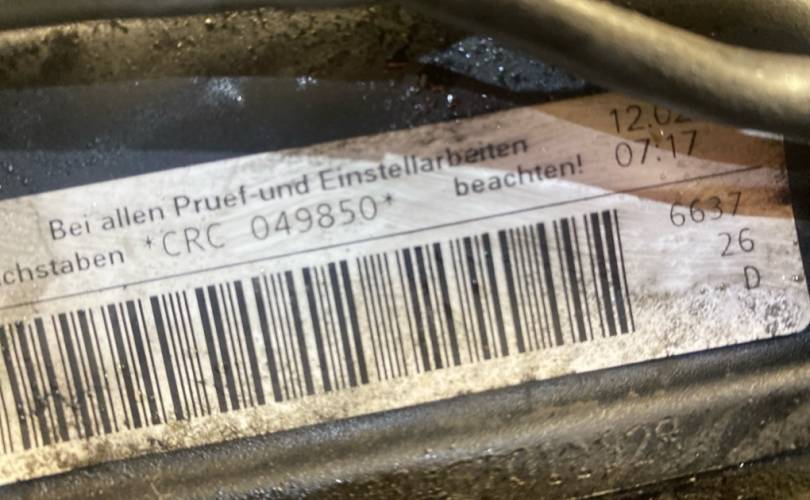 12.02
Bei allen Pruef-und Einstellarbeiten 07:17
chstaben *CRC 049850* beachten!
6637
26
D